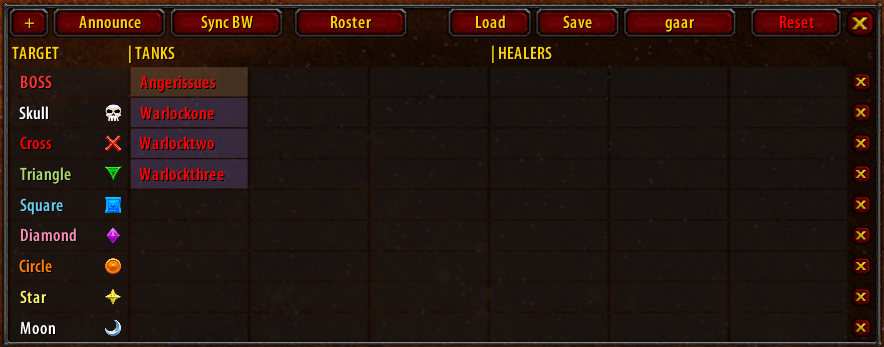 + Announce Sync BW Roster Load Save gaar Reset X
TARGET | TANKS | HEALERS
BOSS Angerissues
Skull Warlockone
Cross Warlocktwo
Triangle Warlockthree
Square
Diamond
Circle
Star
Moon